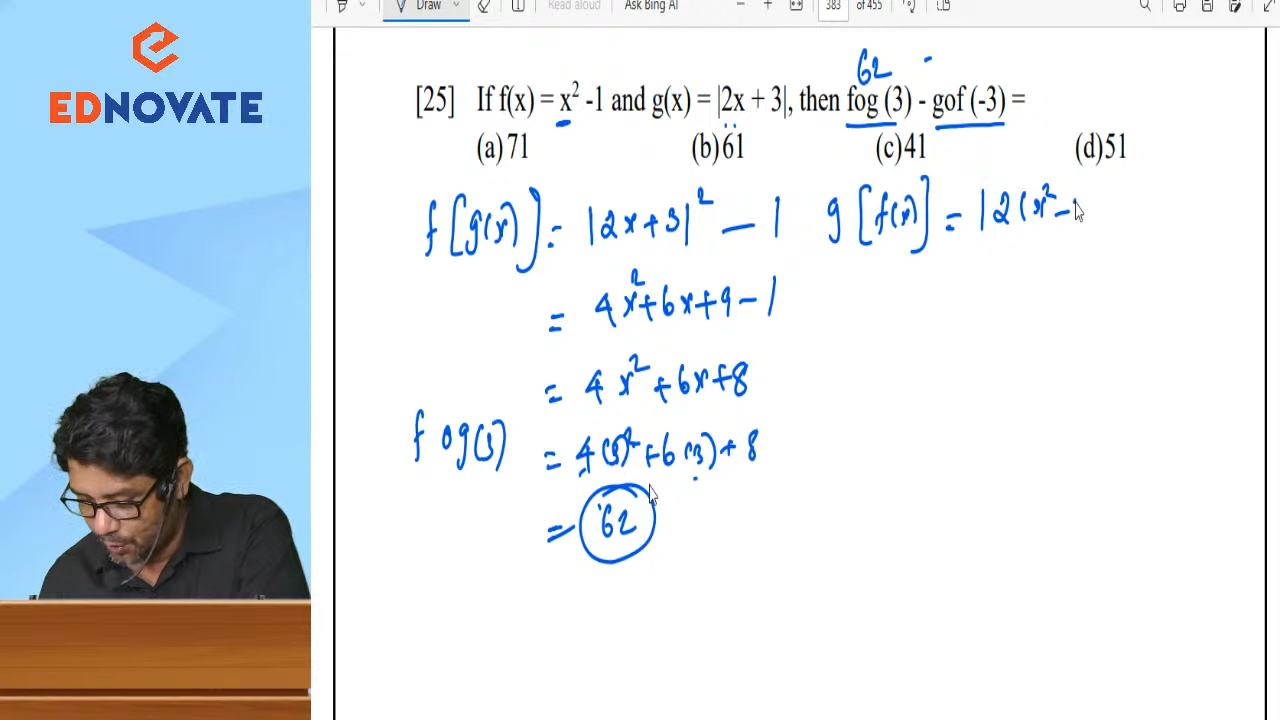 Draw
Read aloud
Ask Bing AI
383 of 455
EDNOVATE
62 -
[25] If f(x) = x² -1 and g(x) = |2x + 3|, then fog (3) - gof (-3) =
(a) 71 (b) 61 (c) 41 (d) 51
f[g(x)] = |2x+3|² - 1 g[f(x)] = |2(x² -
= 4x²+6x+9-1
= 4x²+6x+8
fog(3) = 4(3)²+6(3)+8
= 62